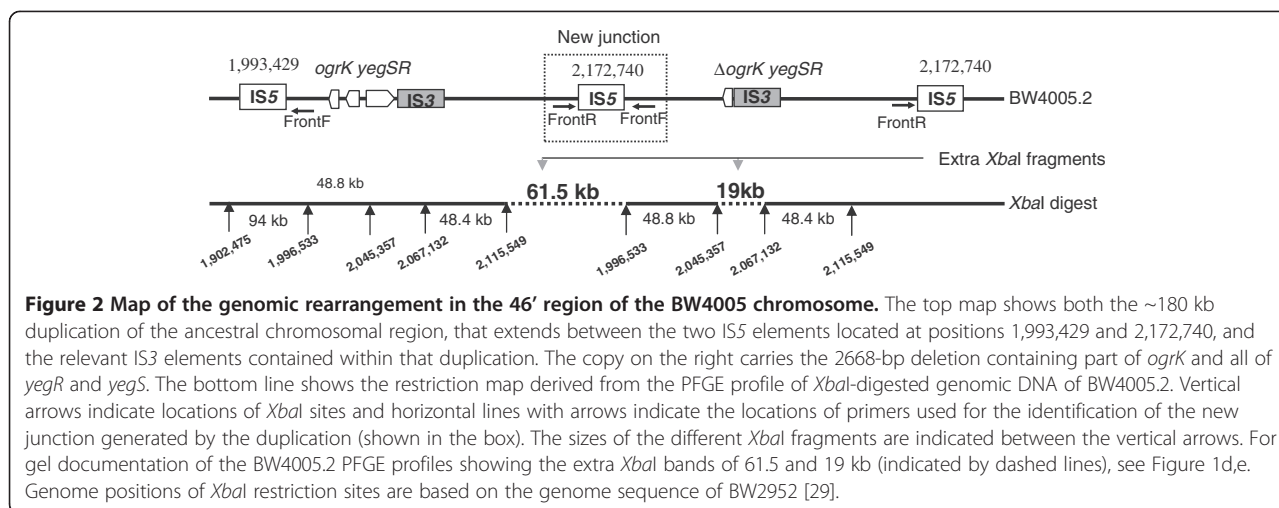 New junction
1,993,429 ogrK yegSR 2,172,740 ΔogrK yegSR 2,172,740
IS5 IS3 IS5 IS3 IS5 BW4005.2
FrontF FrontR FrontF FrontR
Extra XbaI fragments
48.8 kb 61.5 kb 19kb XbaI digest
94 kb 48.4 kb 48.8 kb 48.4 kb
1,902,475 1,996,533 2,045,357 2,067,132 2,115,549 1,996,533 2,045,357 2,067,132 2,115,549
Figure 2 Map of the genomic rearrangement in the 46' region of the BW4005 chromosome. The top map shows both the ~180 kb
duplication of the ancestral chromosomal region, that extends between the two IS5 elements located at positions 1,993,429 and 2,172,740, and
the relevant IS3 elements contained within that duplication. The copy on the right carries the 2668-bp deletion containing part of ogrK and all of
yegR and yegS. The bottom line shows the restriction map derived from the PFGE profile of XbaI-digested genomic DNA of BW4005.2. Vertical
arrows indicate locations of XbaI sites and horizontal lines with arrows indicate the locations of primers used for the identification of the new
junction generated by the duplication (shown in the box). The sizes of the different XbaI fragments are indicated between the vertical arrows. For
gel documentation of the BW4005.2 PFGE profiles showing the extra XbaI bands of 61.5 and 19 kb (indicated by dashed lines), see Figure 1d,e.
Genome positions of XbaI restriction sites are based on the genome sequence of BW2952 [29].